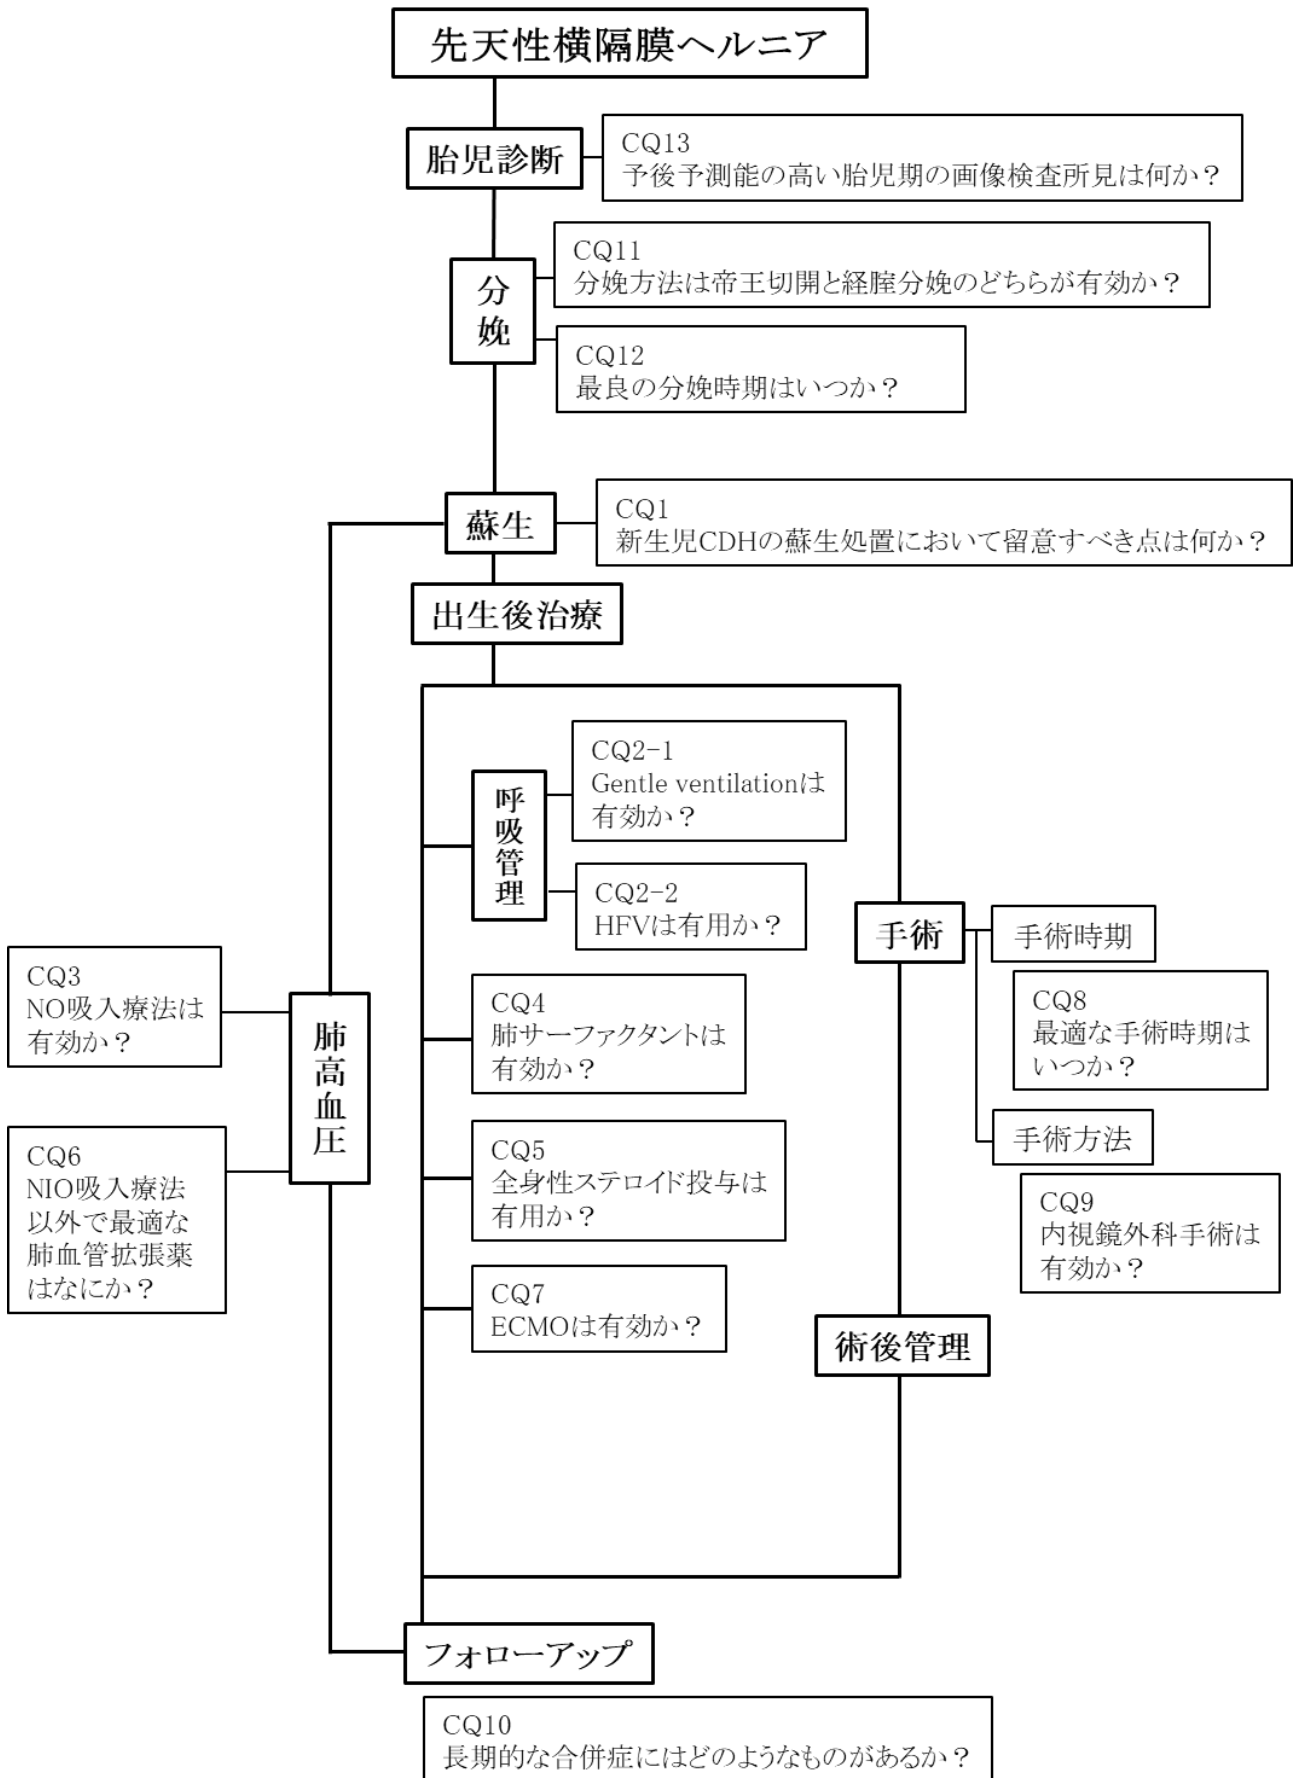 先天性横隔膜ヘルニア
胎児診断
CQ13
予後予測能の高い胎児期の画像検査所見は何か？
分娩
CQ11
分娩方法は帝王切開と経腟分娩のどちらが有効か？
CQ12
最良の分娩時期はいつか？
蘇生
CQ1
新生児CDHの蘇生処置において留意すべき点は何か？
出生後治療
呼吸管理
CQ2-1
Gentle ventilationは
有効か？
CQ2-2
HFVは有用か？
手術
手術時期
CQ8
最適な手術時期は
いつか？
手術方法
CQ9
内視鏡外科手術は
有効か？
肺高血圧
CQ3
NO吸入療法は
有効か？
CQ6
NIO吸入療法
以外で最適な
肺血管拡張薬
はなにか？
CQ4
肺サーファクタントは
有効か？
CQ5
全身性ステロイド投与は
有用か？
CQ7
ECMOは有効か？
術後管理
フォローアップ
CQ10
長期的な合併症にはどのようなものがあるか？